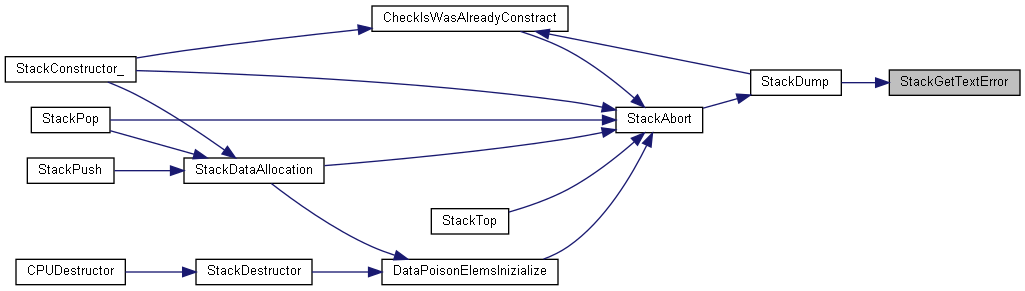 CheckIsWasAlreadyConstract
StackConstructor_
StackDump
StackGetTextError
StackPop
StackAbort
StackPush
StackDataAllocation
StackTop
CPUDestructor
StackDestructor
DataPoisonElemsInizialize